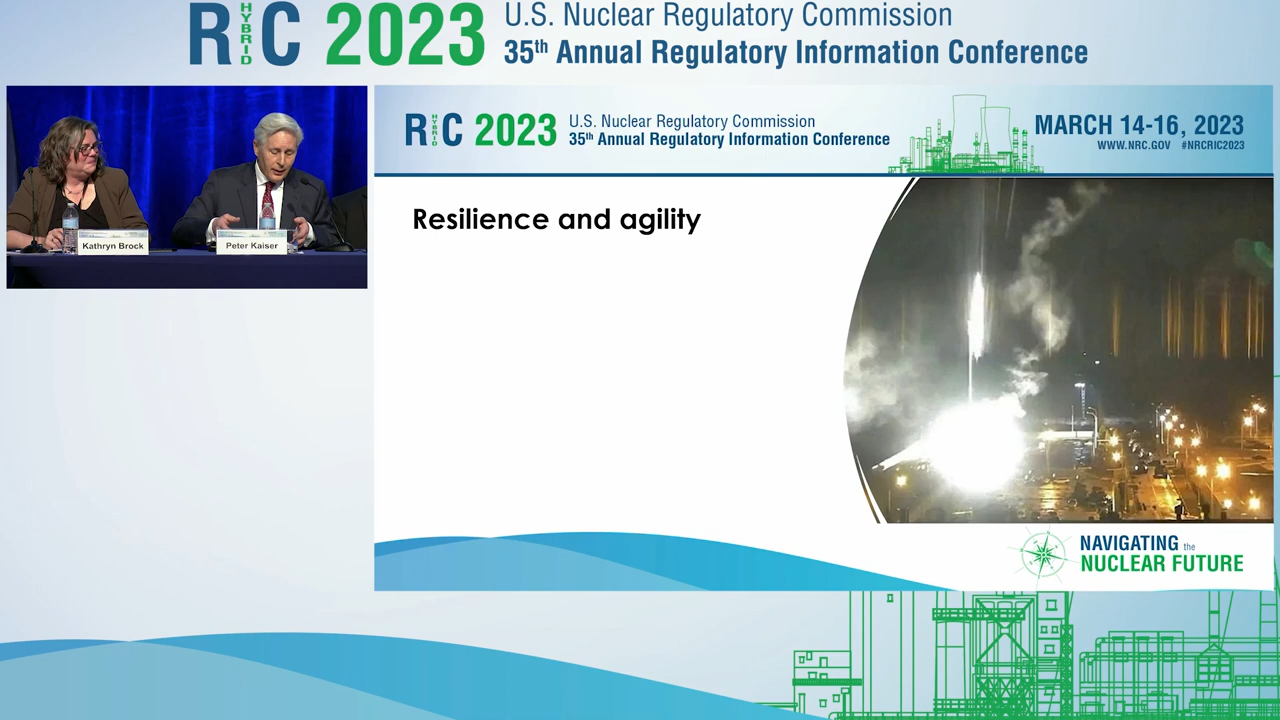 RIC HYBRID 2023
U.S. Nuclear Regulatory Commission
35th Annual Regulatory Information Conference
RIC HYBRID 2023
U.S. Nuclear Regulatory Commission
35th Annual Regulatory Information Conference
MARCH 14-16, 2023
WWW.NRC.GOV #NRCRIC2023
Kathryn Brock
Peter Kaiser
Resilience and agility
NAVIGATING the
NUCLEAR FUTURE